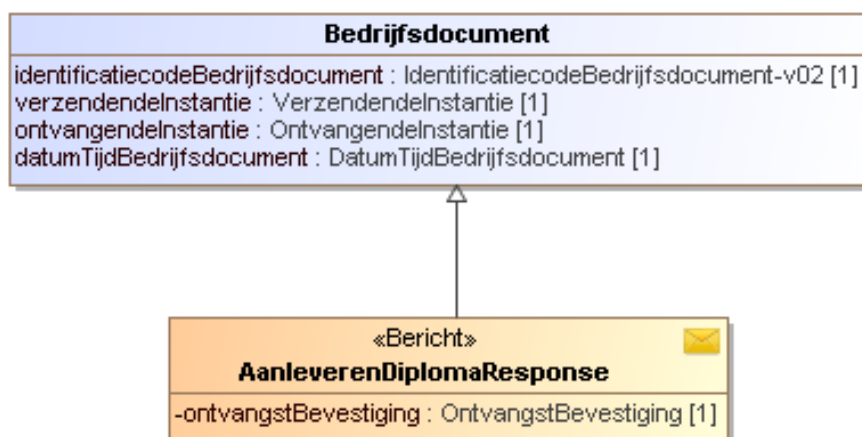 Bedrijfsdocument
identificatiecodeBedrijfsdocument : IdentificatiecodeBedrijfsdocument-v02 [1]
verzendendeInstantie : VerzendendeInstantie [1]
ontvangendeInstantie : OntvangendeInstantie [1]
datumTijdBedrijfsdocument : DatumTijdBedrijfsdocument [1]
«Bericht»
AanleverenDiplomaResponse
-ontvangstBevestiging : OntvangstBevestiging [1]